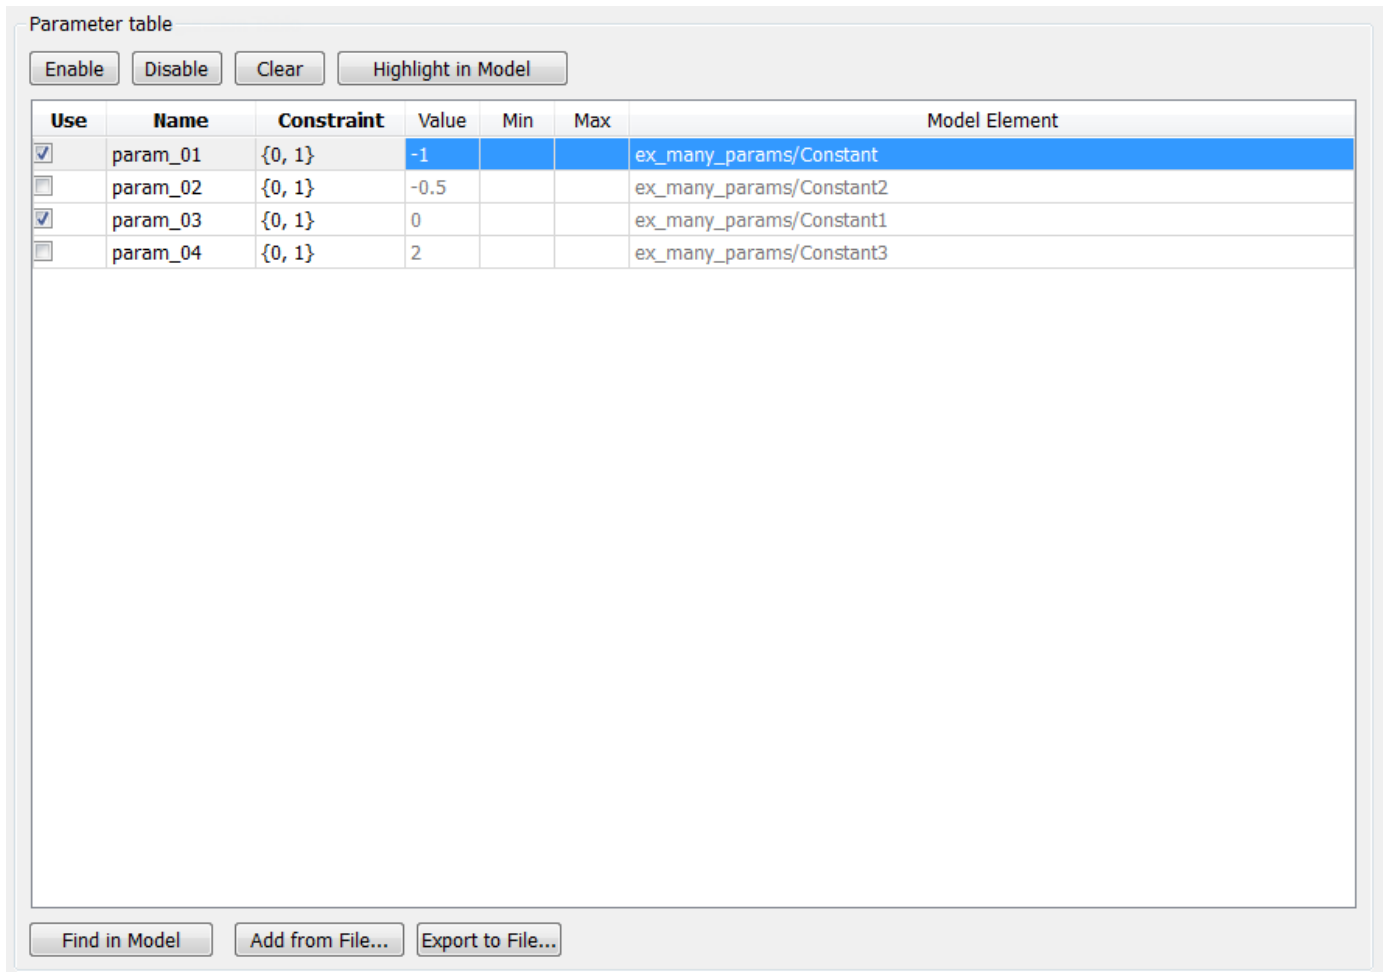 Parameter table
Enable Disable Clear Highlight in Model
Use Name Constraint Value Min Max Model Element
param_01 {0, 1} -1 ex_many_params/Constant
param_02 {0, 1} -0.5 ex_many_params/Constant2
param_03 {0, 1} 0 ex_many_params/Constant1
param_04 {0, 1} 2 ex_many_params/Constant3
Find in Model Add from File... Export to File...